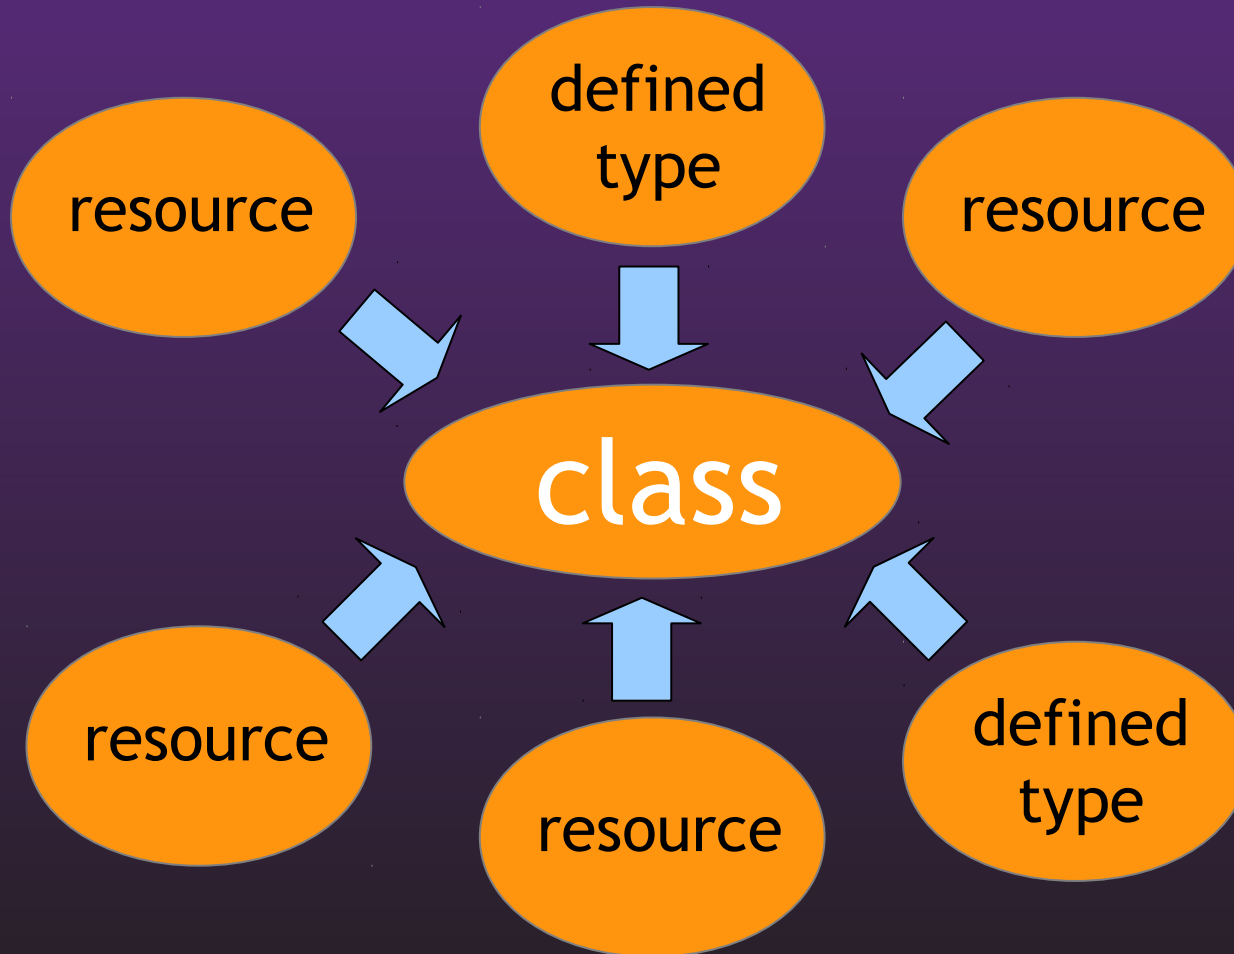 defined
type
resource
resource
class
resource
resource
defined
type